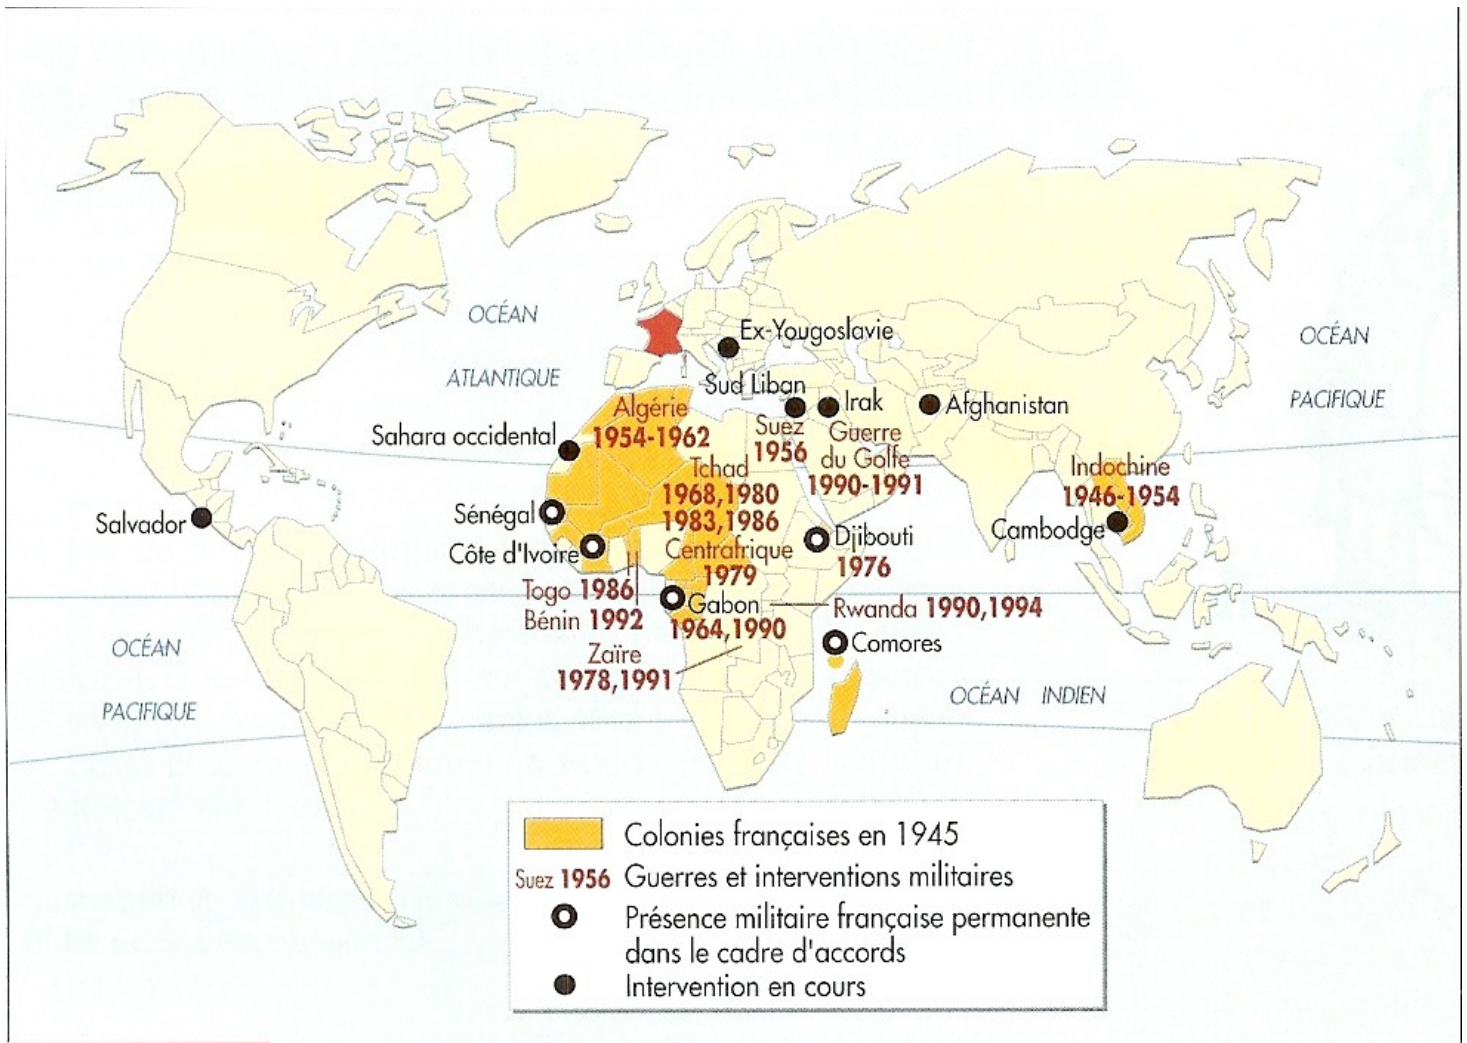 OCÉAN
ATLANTIQUE
OCÉAN
PACIFIQUE
Ex-Yougoslavie
Sud Liban
Irak
Afghanistan
Algérie
1954-1962
Suez
1956
Guerre
du Golfe
1990-1991
Sahara occidental
Tchad
1968,1980
1983,1986
Indochine
1946-1954
Salvador
Sénégal
Cambodge
Côte d'Ivoire
Centrafrique
1979
Djibouti
1976
Togo 1986
Bénin 1992
Gabon
1964,1990
Rwanda 1990,1994
Zaïre
1978,1991
Comores
OCÉAN
PACIFIQUE
OCÉAN INDIEN
Colonies françaises en 1945
Suez 1956 Guerres et interventions militaires
Présence militaire française permanente
dans le cadre d'accords
Intervention en cours